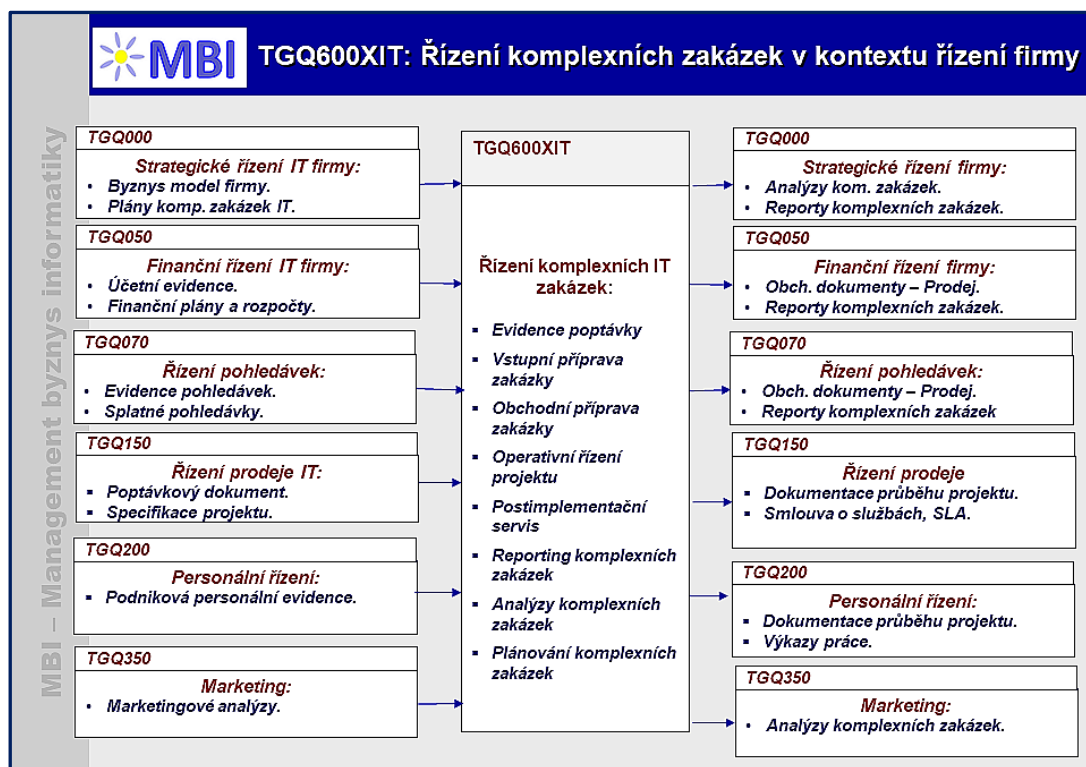 MBI
TGQ600XIT: Řízení komplexních zakázek v kontextu řízení firmy
MBI – Management byznys informatiky
TGQ000
Strategické řízení IT firmy:
• Byznys model firmy.
• Plány komp. zakázek IT.
TGQ050
Finanční řízení IT firmy:
• Účetní evidence.
• Finanční plány a rozpočty.
TGQ070
Řízení pohledávek:
• Evidence pohledávek.
• Splatné pohledávky.
TGQ150
Řízení prodeje IT:
▪ Poptávkový dokument.
▪ Specifikace projektu.
TGQ200
Personální řízení:
▪ Podniková personální evidence.
TGQ350
Marketing:
• Marketingové analýzy.
TGQ600XIT
Řízení komplexních IT
zakázek:
▪ Evidence poptávky
▪ Vstupní příprava
zakázky
▪ Obchodní příprava
zakázky
▪ Operativní řízení
projektu
▪ Postimplementační
servis
▪ Reporting komplexních
zakázek
▪ Analýzy komplexních
zakázek
▪ Plánování komplexních
zakázek
TGQ000
Strategické řízení firmy:
• Analýzy kom. zakázek.
• Reporty komplexních zakázek.
TGQ050
Finanční řízení firmy:
• Obch. dokumenty – Prodej.
• Reporty komplexních zakázek.
TGQ070
Řízení pohledávek:
• Obch. dokumenty – Prodej.
• Reporty komplexních zakázek
TGQ150
Řízení prodeje
▪ Dokumentace průběhu projektu.
▪ Smlouva o službách, SLA.
TGQ200
Personální řízení:
▪ Dokumentace průběhu projektu.
▪ Výkazy práce.
TGQ350
Marketing:
• Analýzy komplexních zakázek.